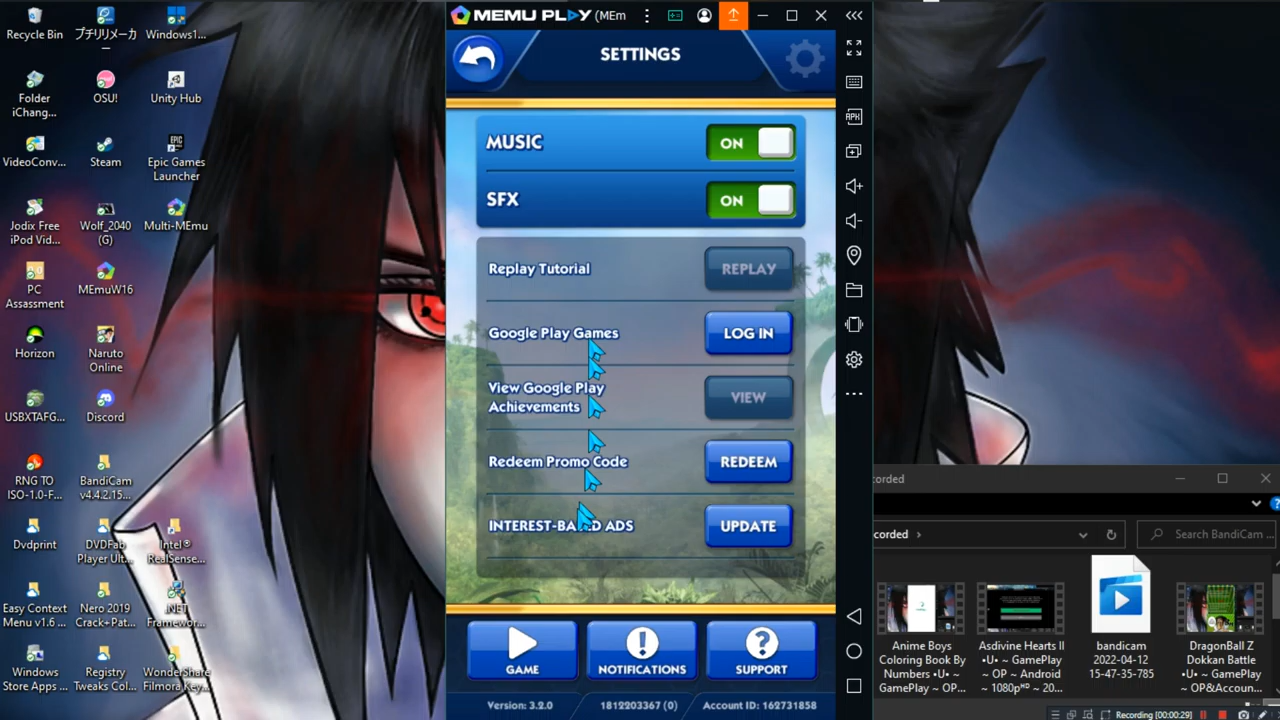 Recycle Bin
プチリリメーカ
ー
Windows1...
Folder
iChang...
OSU!
Unity Hub
VideoConv...
Steam
Epic Games
Launcher
Jodix Free
iPod Vid...
Wolf_2040
(G)
Multi-MEmu
PC
Assassment
MEmuW16
Horizon
Naruto
Online
USBXTAFG...
Discord
RNG TO
ISO-1.0-F...
BandiCam
v4.4.2.15...
Dvdprint
DVDFab
Player Ult...
Intel®
RealSense...
Easy Context
Menu v1.6 ...
Nero 2019
Crack+Pat...
.NET
Framewor...
Windows
Store Apps ...
Registry
Tweaks Col...
WonderShare
Filmora Key...
MEMU PLAY (MEm
SETTINGS
MUSIC
ON
SFX
ON
Replay Tutorial
REPLAY
Google Play Games
LOG IN
View Google Play
Achievements
VIEW
Redeem Promo Code
REDEEM
INTEREST-BASED ADS
UPDATE
GAME
NOTIFICATIONS
SUPPORT
Version: 3.2.0
1812203367 (0)
Account ID: 162731858
APK
corded
corded
Search BandiCam ...
Anime Boys
Coloring Book By
Numbers •U• ~
GamePlay ~ OP...
Asdivine Hearts II
•U• ~ GamePlay
~ OP ~ Android
~ 1080pᴴᴰ ~ 20...
bandicam
2022-04-12
15-47-35-785
DragonBall Z
Dokkan Battle
•U• ~ GamePlay
~ OP&Accoun...
Recording [00:00:29]